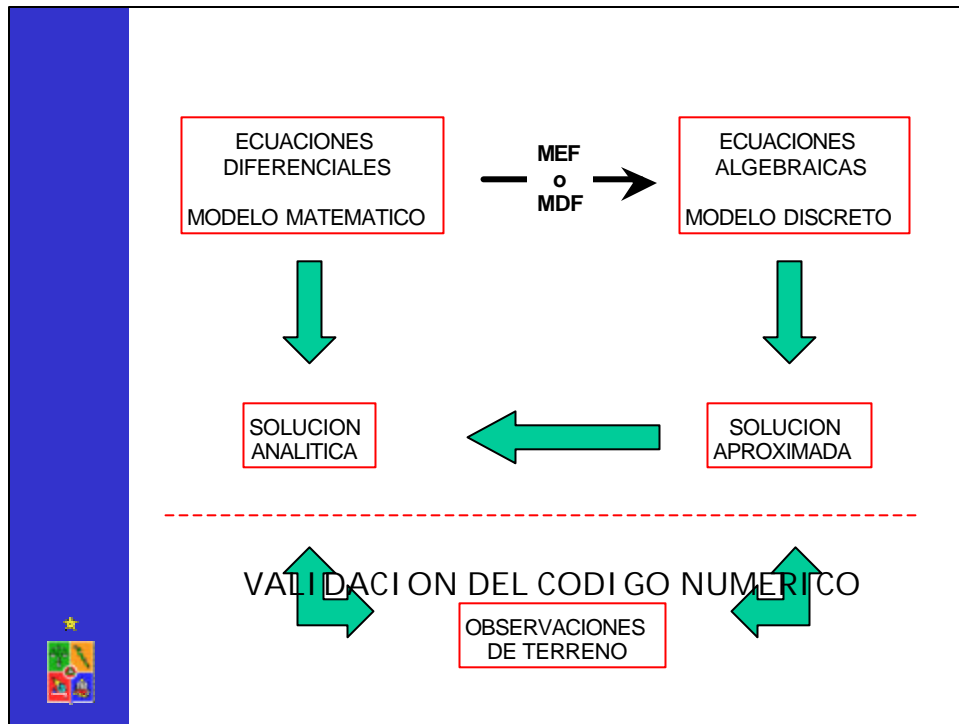 ECUACIONES
DIFERENCIALES
MODELO MATEMATICO
MEF
o
MDF
ECUACIONES
ALGEBRAICAS
MODELO DISCRETO
SOLUCION
ANALITICA
SOLUCION
APROXIMADA
VALIDACION DEL CODIGO NUMERICO
OBSERVACIONES
DE TERRENO